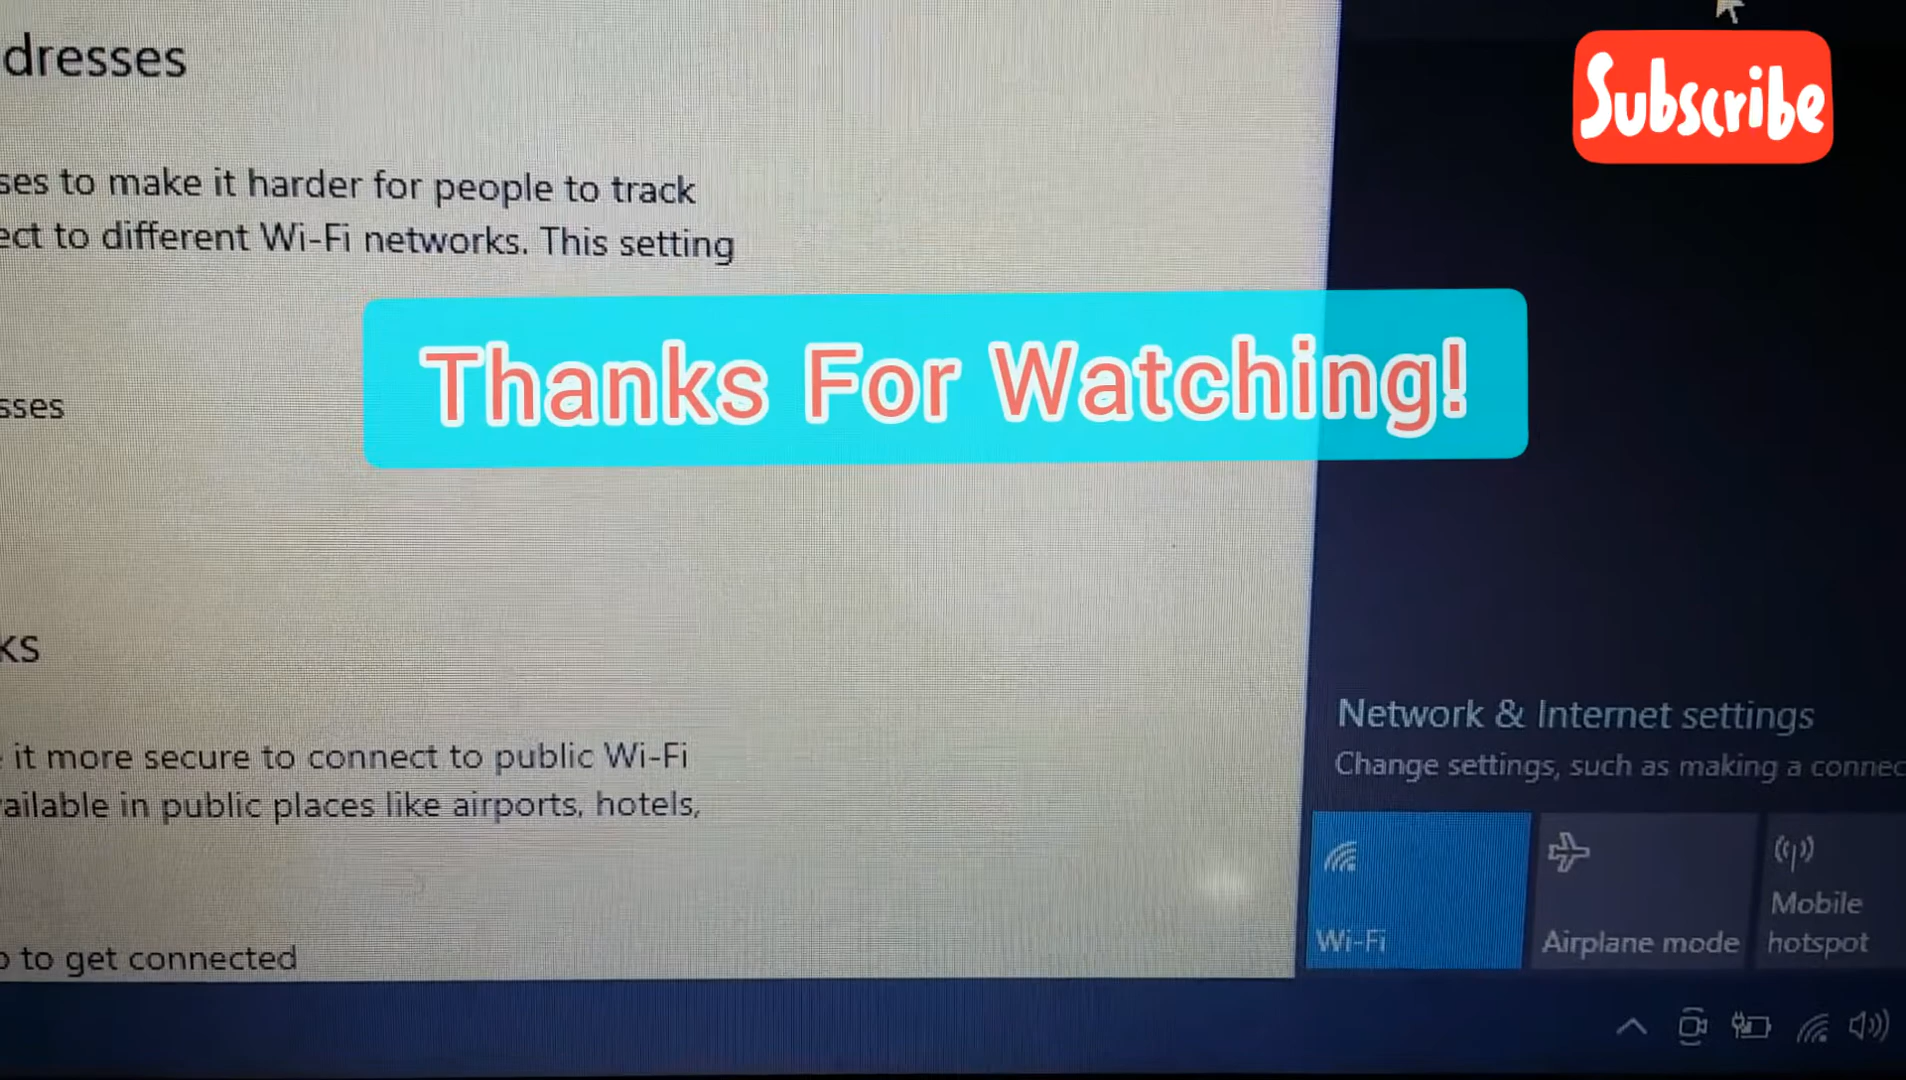 dresses
Subscribe
to make it harder for people to track
to different Wi-Fi networks. This setting
Thanks For Watching!
sses
ks
Network & Internet settings
Change settings, such as making a connec
it more secure to connect to public Wi-Fi
ailable in public places like airports, hotels,
Wi-Fi
Airplane mode
Mobile
hotspot
to get connected